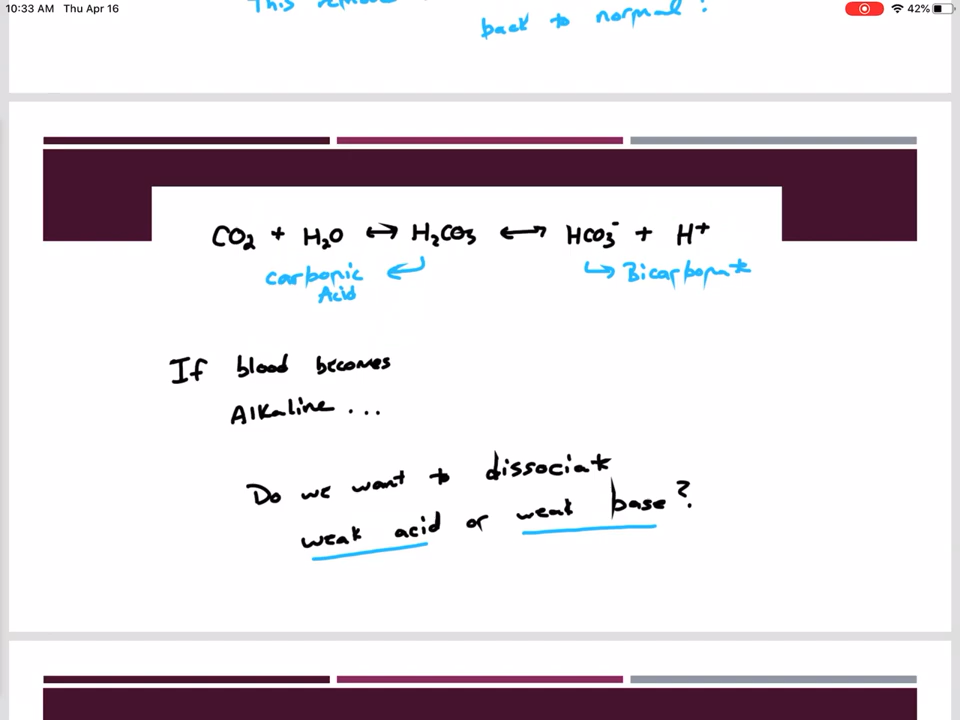 10:33 AM Thu Apr 16
42%
This
back to normal!
CO₂ + H₂O ↔ H₂CO₃ ↔ HCO₃⁻ + H⁺
carbonic Acid
↳ Bicarbonate
If blood becomes
Alkaline ...
Do we want to dissociate
weak acid or weak base?